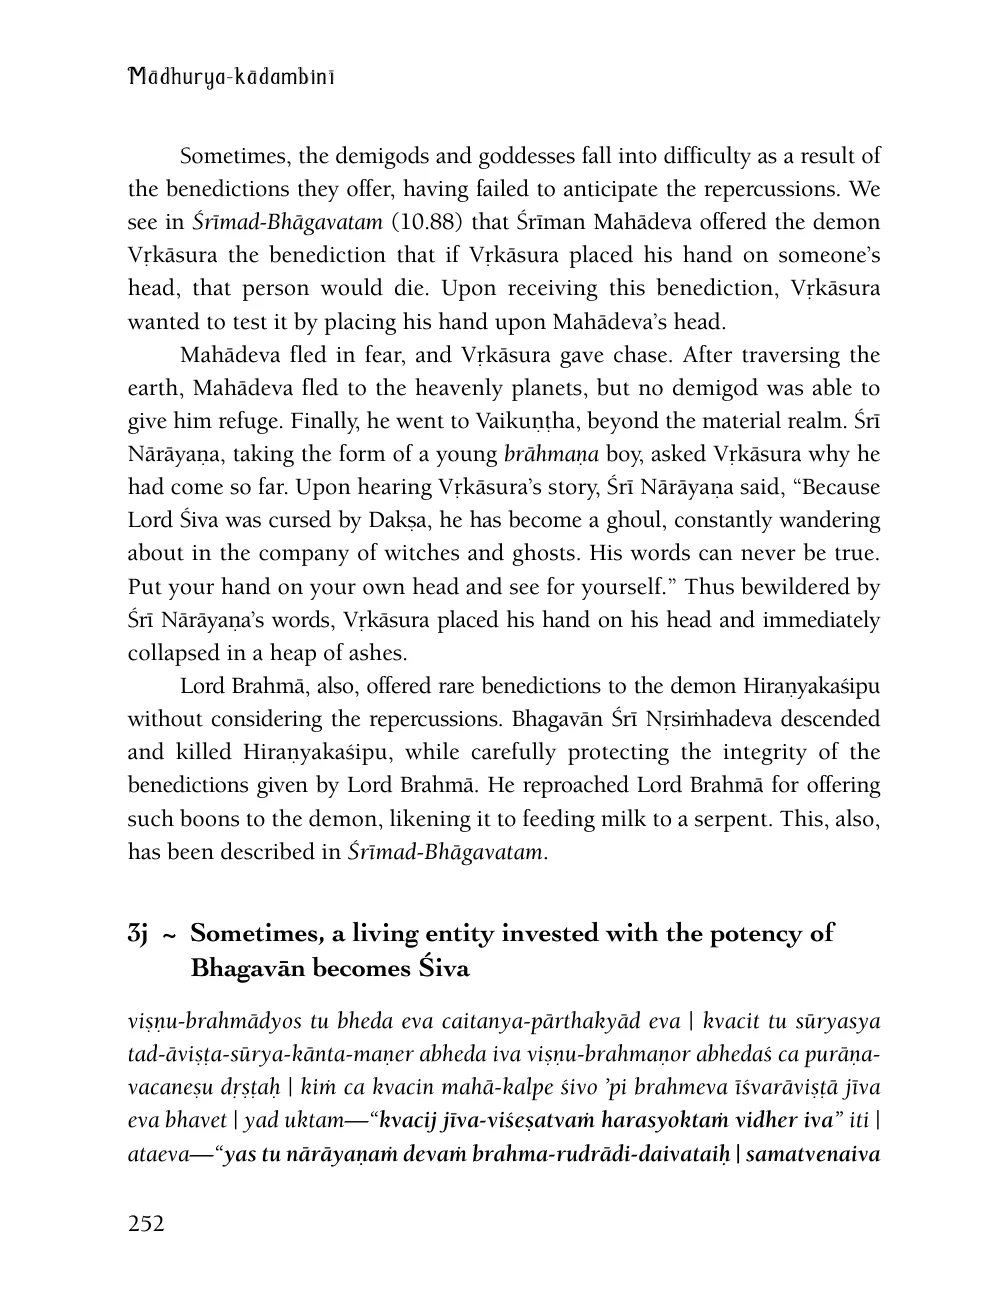 Mādhurya-kādambinī
Sometimes, the demigods and goddesses fall into difficulty as a result of
the benedictions they offer, having failed to anticipate the repercussions. We
see in Śrīmad-Bhāgavatam (10.88) that Śrīman Mahādeva offered the demon
Vṛkāsura the benediction that if Vṛkāsura placed his hand on someone’s
head, that person would die. Upon receiving this benediction, Vṛkāsura
wanted to test it by placing his hand upon Mahādeva’s head.
Mahādeva fled in fear, and Vṛkāsura gave chase. After traversing the
earth, Mahādeva fled to the heavenly planets, but no demigod was able to
give him refuge. Finally, he went to Vaikuṇṭha, beyond the material realm. Śrī
Nārāyaṇa, taking the form of a young brāhmaṇa boy, asked Vṛkāsura why he
had come so far. Upon hearing Vṛkāsura’s story, Śrī Nārāyaṇa said, “Because
Lord Śiva was cursed by Dakṣa, he has become a ghoul, constantly wandering
about in the company of witches and ghosts. His words can never be true.
Put your hand on your own head and see for yourself.” Thus bewildered by
Śrī Nārāyaṇa’s words, Vṛkāsura placed his hand on his head and immediately
collapsed in a heap of ashes.
Lord Brahmā, also, offered rare benedictions to the demon Hiraṇyakaśipu
without considering the repercussions. Bhagavān Śrī Nṛsiṁhadeva descended
and killed Hiraṇyakaśipu, while carefully protecting the integrity of the
benedictions given by Lord Brahmā. He reproached Lord Brahmā for offering
such boons to the demon, likening it to feeding milk to a serpent. This, also,
has been described in Śrīmad-Bhāgavatam.
3j ~ Sometimes, a living entity invested with the potency of
Bhagavān becomes Śiva
viṣṇu-brahmādyos tu bheda eva caitanya-pārthakyād eva | kvacit tu sūryasya
tad-āviṣṭa-sūrya-kānta-maṇer abheda iva viṣṇu-brahmaṇor abhedaś ca purāṇa-
vacaneṣu dṛṣṭaḥ | kiṁ ca kvacin mahā-kalpe śivo ’pi brahmeva īśvarāviṣṭā jīva
eva bhavet | yad uktam—“kvacij jīva-viśeṣatvaṁ harasyoktaṁ vidher iva” iti |
ataeva—“yas tu nārāyaṇaṁ devaṁ brahma-rudrādi-daivataiḥ | samatvenaiva
252